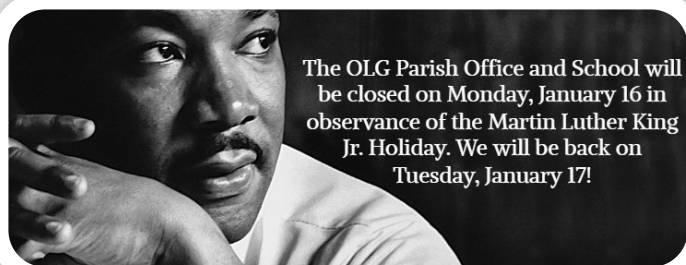 The OLG Parish Office and School will
be closed on Monday, January 16 in
observance of the Martin Luther King
Jr. Holiday. We will be back on
Tuesday, January 17!